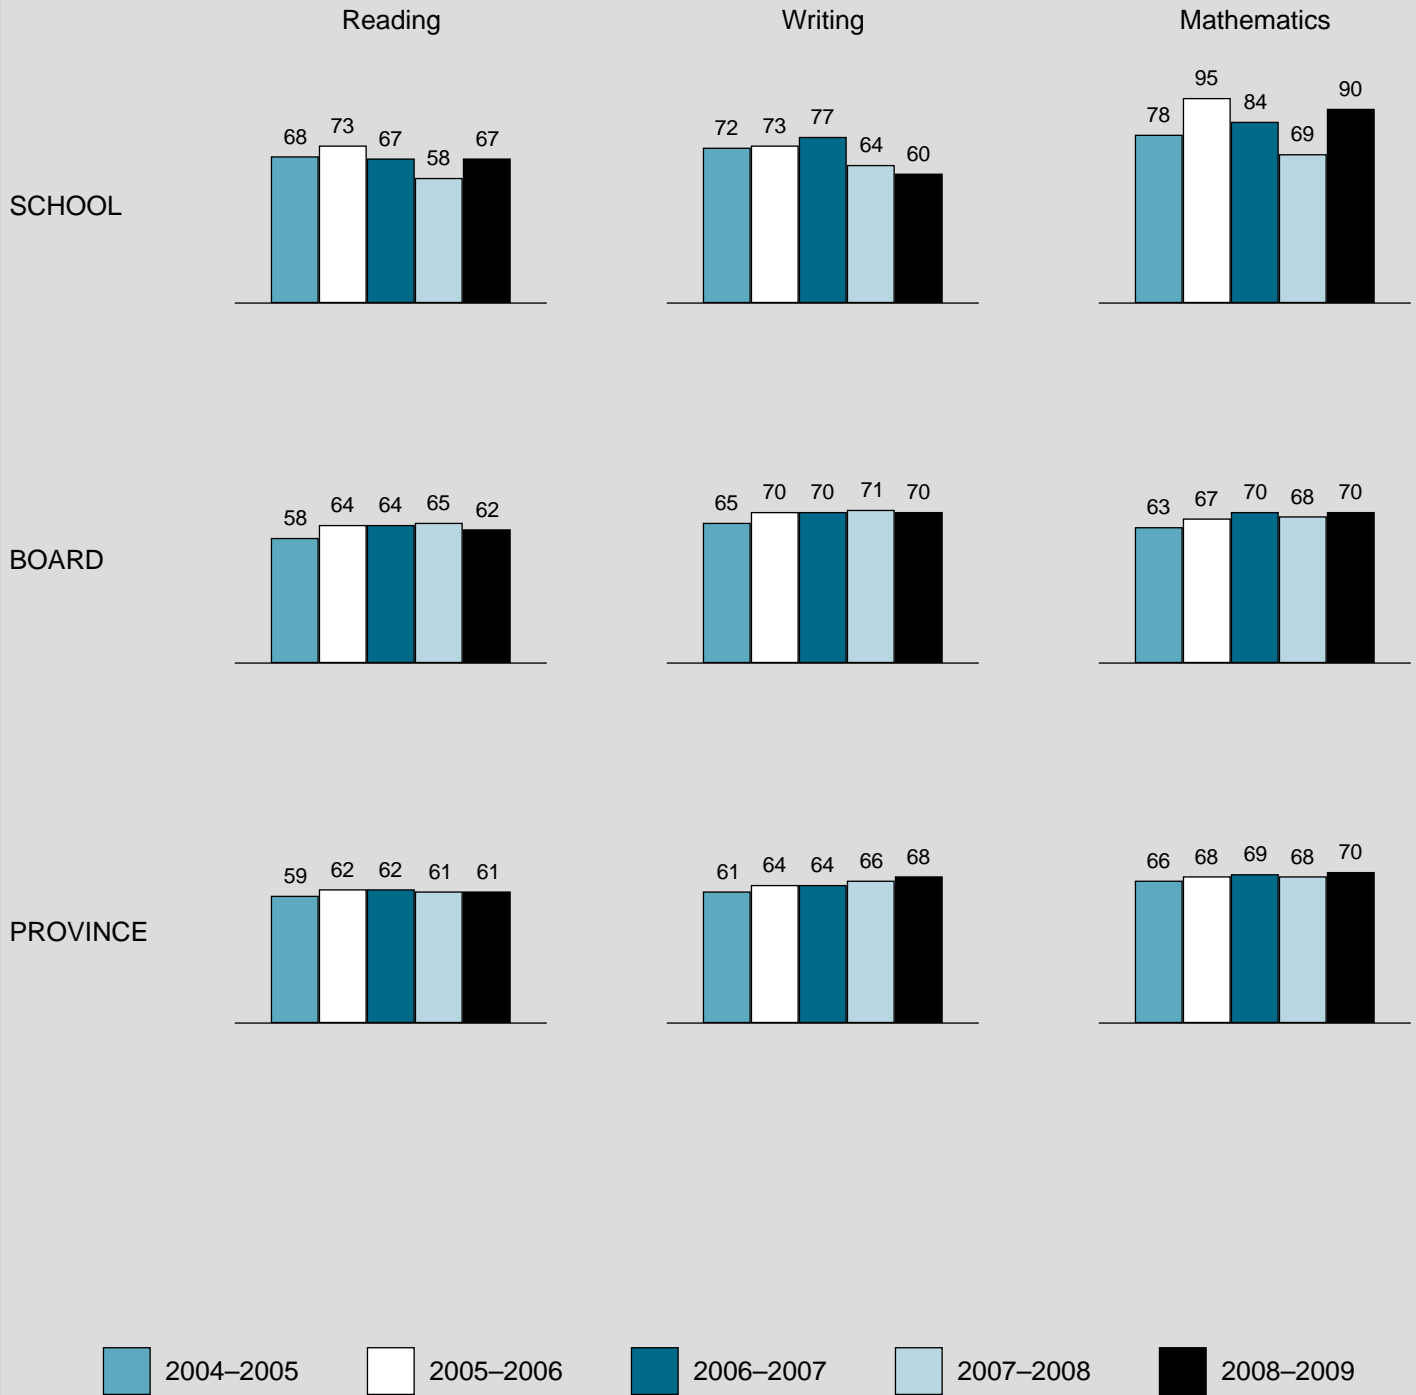 Reading Writing Mathematics
SCHOOL
68 73 67 58 67
72 73 77 64 60
78 95 84 69 90
BOARD
58 64 64 65 62
65 70 70 71 70
63 67 70 68 70
PROVINCE
59 62 62 61 61
61 64 64 66 68
66 68 69 68 70
2004–2005 2005–2006 2006–2007 2007–2008 2008–2009